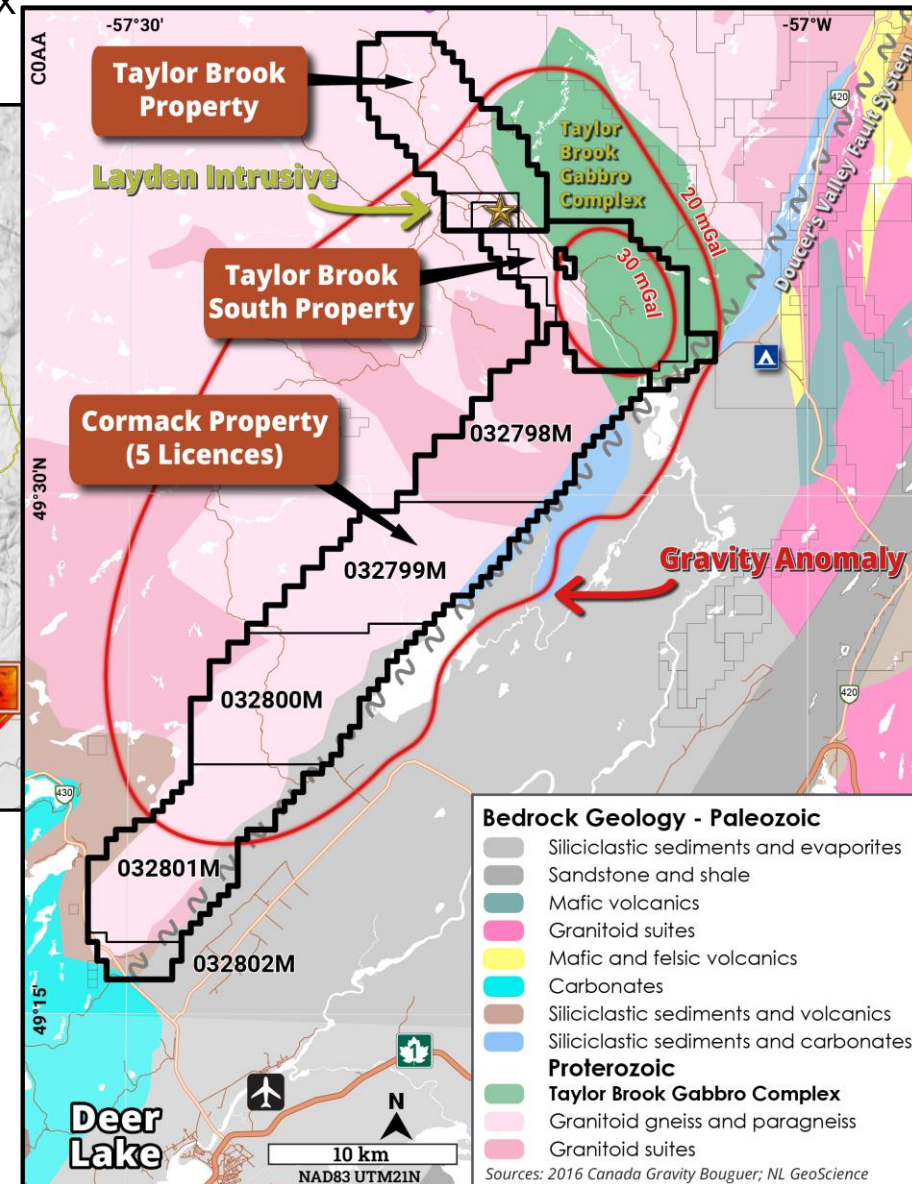 X
-57°30'
-57°W
C0AA
Taylor Brook
Property
420
Doucer's Valley Fault System
Taylor
Brook
Gabbro
Complex
Layden Intrusive
20 mGal
Taylor Brook
South Property
30 mGal
Cormack Property
(5 Licences)
032798M
49°30'N
032799M
Gravity Anomaly
032800M
420
430
032801M
032802M
49°15'
1
Deer
Lake
N
10 km
NAD83 UTM21N
Bedrock Geology - Paleozoic
Siliciclastic sediments and evaporites
Sandstone and shale
Mafic volcanics
Granitoid suites
Mafic and felsic volcanics
Carbonates
Siliciclastic sediments and volcanics
Siliciclastic sediments and carbonates
Proterozoic
Taylor Brook Gabbro Complex
Granitoid gneiss and paragneiss
Granitoid suites
Sources: 2016 Canada Gravity Bouguer; NL GeoScience